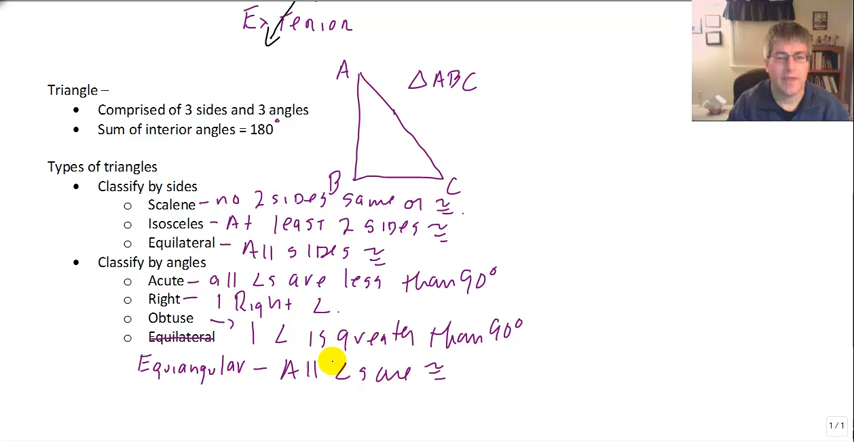 Exterior
A
△ABC
Triangle –
• Comprised of 3 sides and 3 angles
• Sum of interior angles = 180°
B
C
Types of triangles
• Classify by sides
o Scalene – no 2 sides same or ≅.
o Isosceles – At least 2 sides ≅
o Equilateral – All sides ≅
• Classify by angles
o Acute – all ∠s are less than 90°
o Right – 1 Right ∠.
o Obtuse → 1 ∠ is greater than 90°
o Equilateral
Equiangular – All ∠s are ≅
1/1